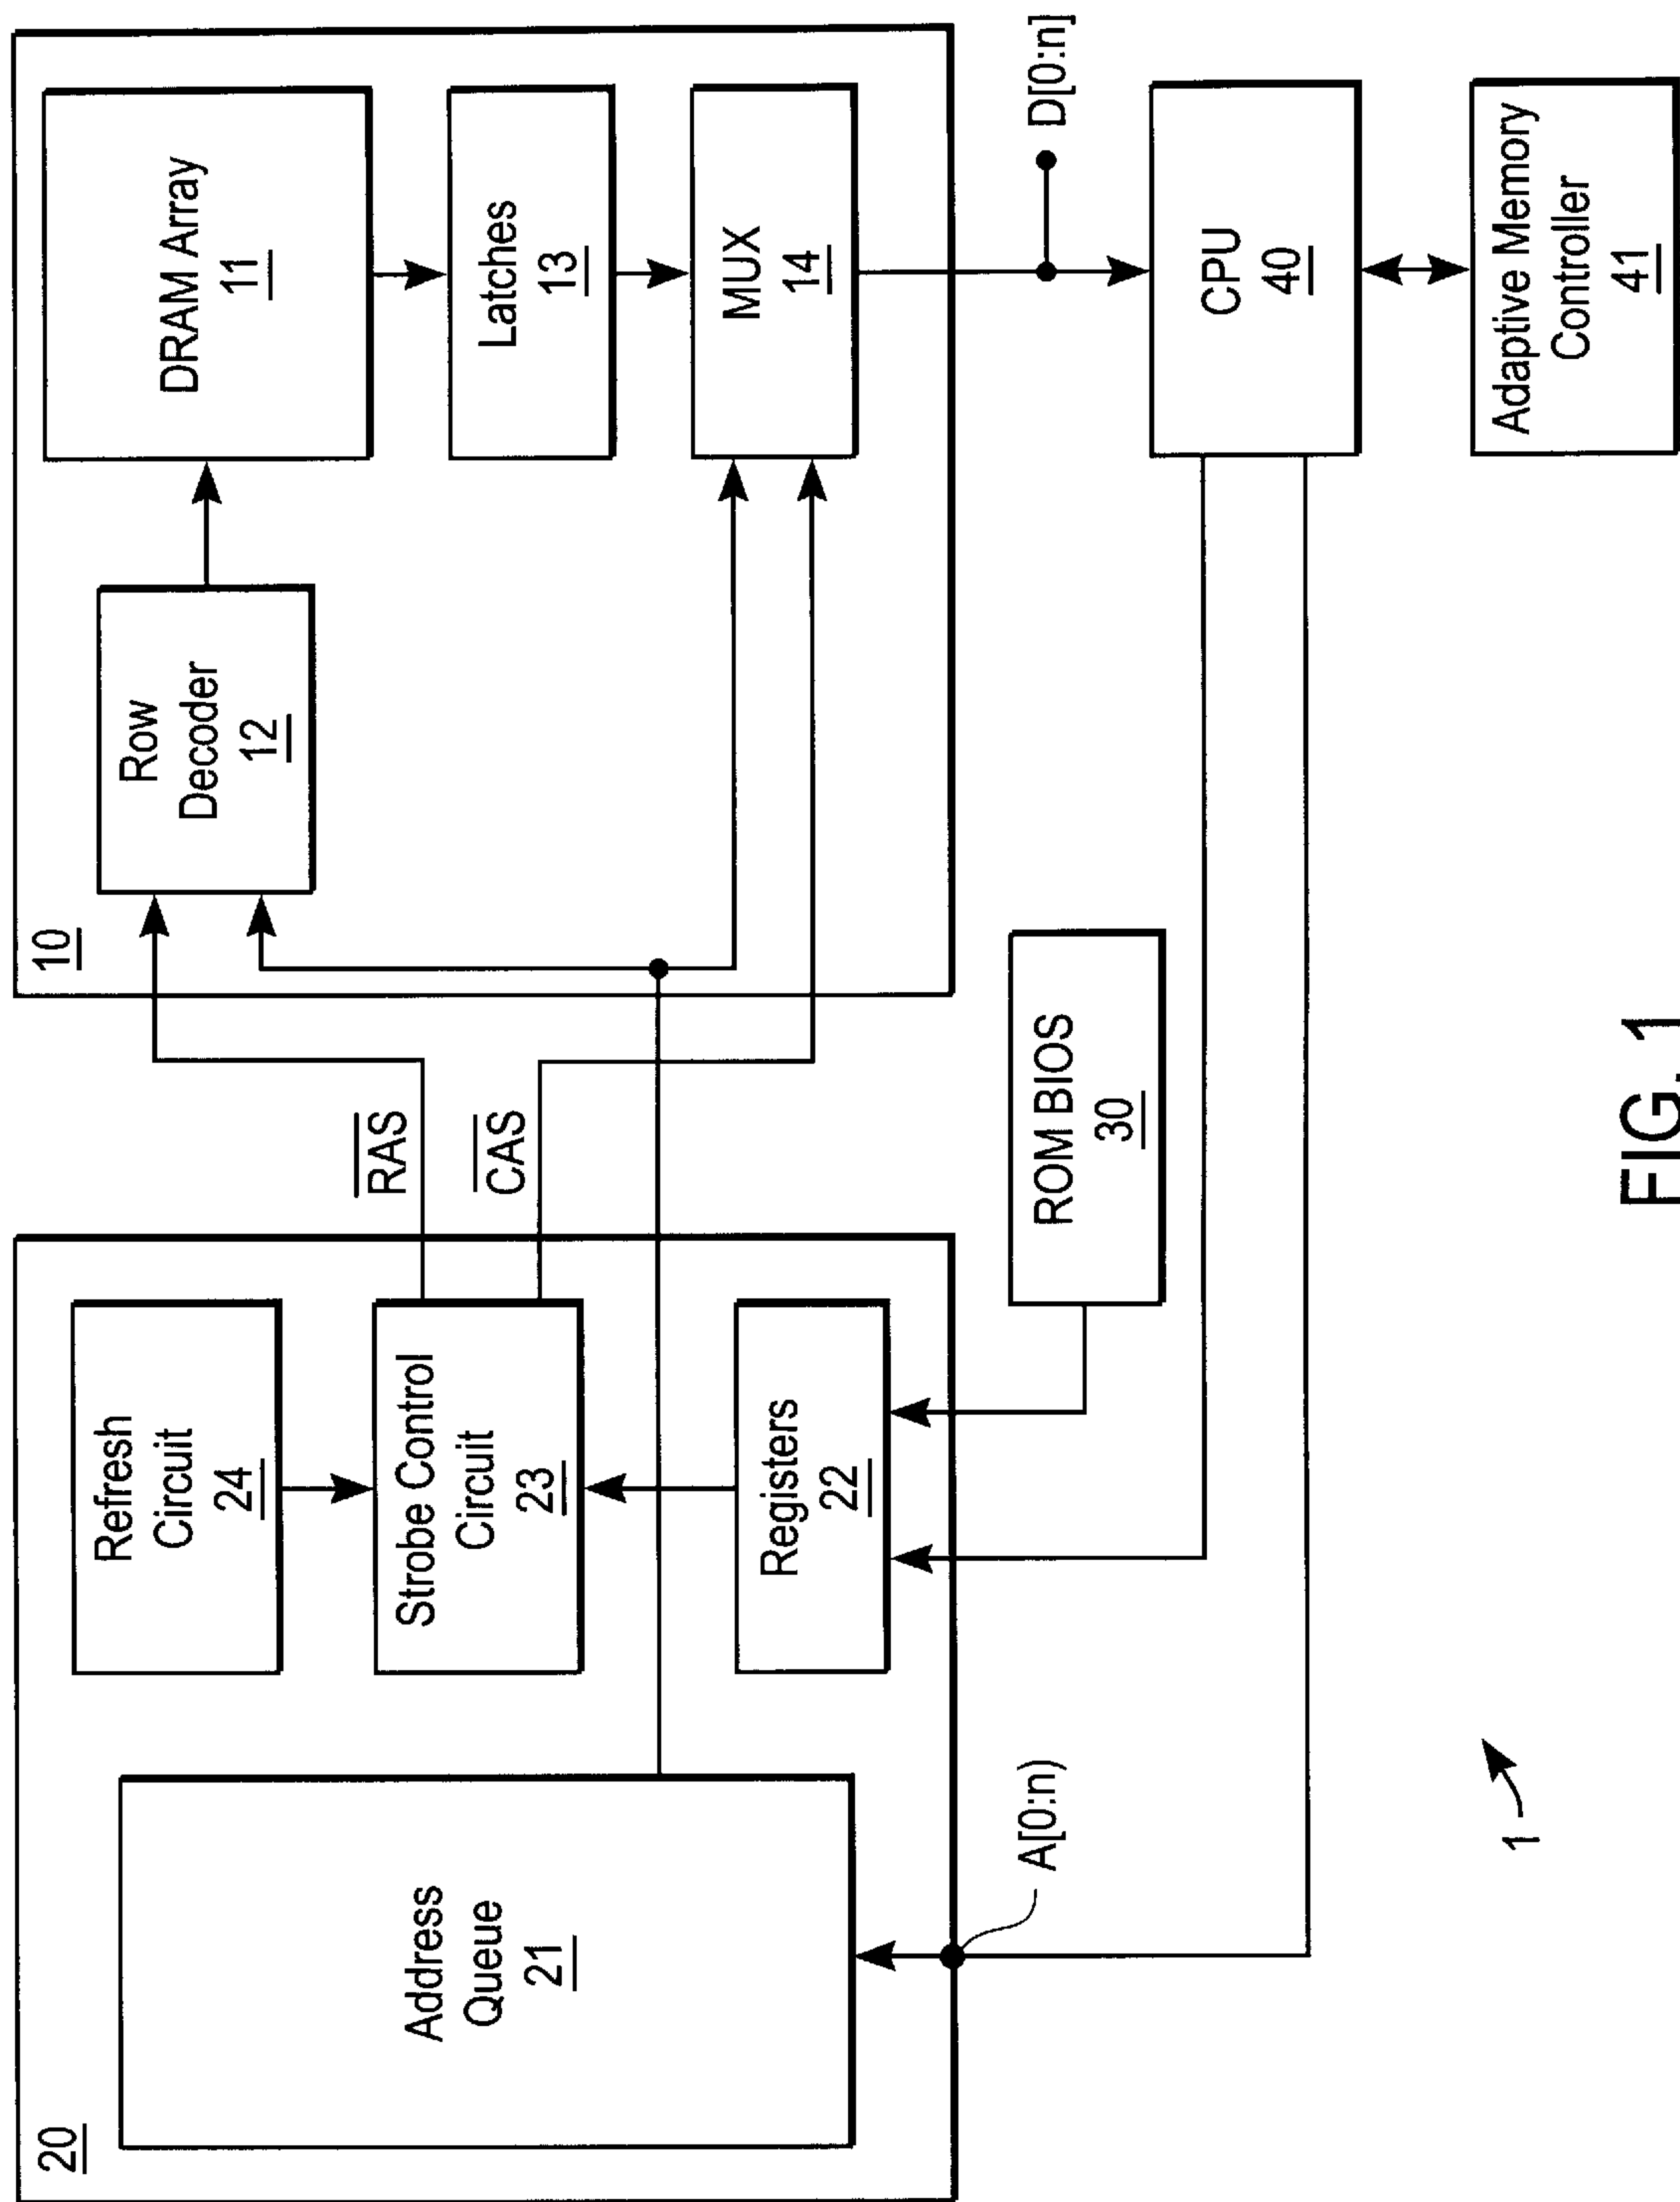 20
Address
Queue
21
Refresh
Circuit
24
Strobe Control
Circuit
23
Registers
22
RAS
CAS
10
Row
Decoder
12
DRAM Array
11
Latches
13
MUX
14
D[0:n]
A[0:n)
ROM BIOS
30
CPU
40
Adaptive Memory
Controller
41
1
FIG. 1